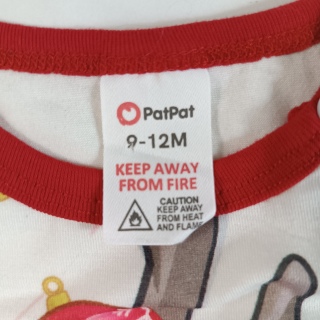 PatPat
9-12M
KEEP AWAY
FROM FIRE
CAUTION
KEEP AWAY
FROM HEAT
AND FLAME